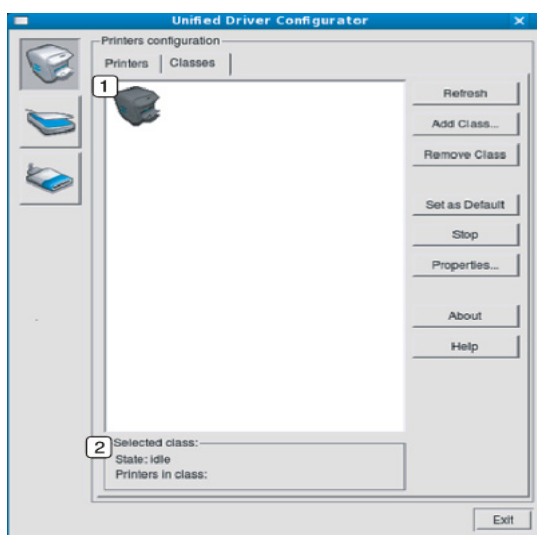 Unified Driver Configurator
Printers configuration
Printers Classes
1
Refresh
Add Class...
Remove Class
Set as Default
Stop
Properties...
About
Help
2 Selected class:
State: idle
Printers in class:
Exit